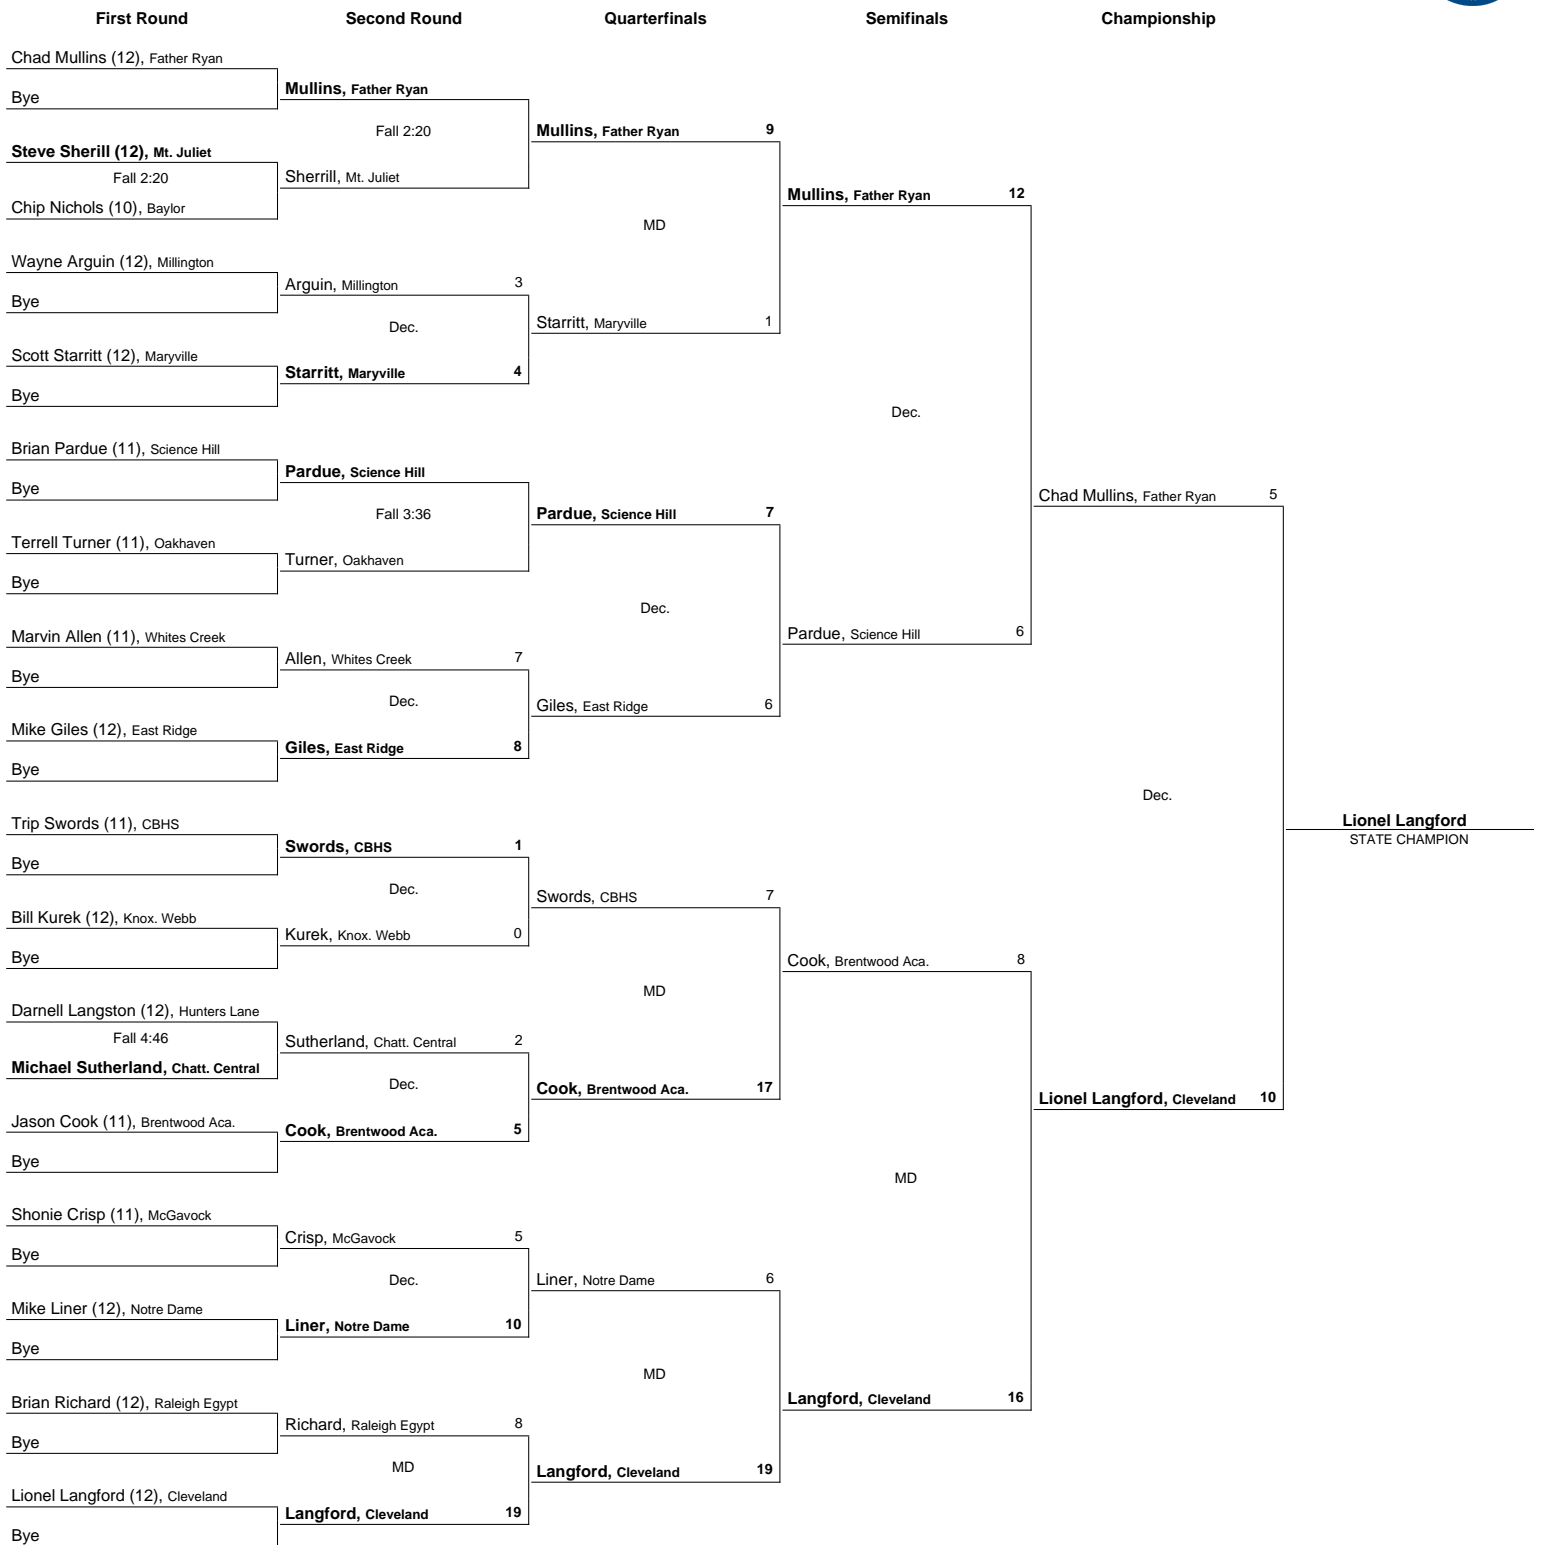 First Round Second Round Quarterfinals Semifinals Championship
Chad Mullins (12), Father Ryan
Bye
Steve Sherill (12), Mt. Juliet
Fall 2:20
Chip Nichols (10), Baylor
Wayne Arguin (12), Millington
Bye
Scott Starritt (12), Maryville
Bye
Brian Pardue (11), Science Hill
Bye
Terrell Turner (11), Oakhaven
Bye
Marvin Allen (11), Whites Creek
Bye
Mike Giles (12), East Ridge
Bye
Trip Swords (11), CBHS
Bye
Bill Kurek (12), Knox. Webb
Bye
Darnell Langston (12), Hunters Lane
Fall 4:46
Michael Sutherland, Chatt. Central
Jason Cook (11), Brentwood Aca.
Bye
Shonie Crisp (11), McGavock
Bye
Mike Liner (12), Notre Dame
Bye
Brian Richard (12), Raleigh Egypt
Bye
Lionel Langford (12), Cleveland
Bye
Mullins, Father Ryan
Fall 2:20
Sherrill, Mt. Juliet
Arguin, Millington 3
Dec.
Starritt, Maryville 4
Pardue, Science Hill
Fall 3:36
Turner, Oakhaven
Allen, Whites Creek 7
Dec.
Giles, East Ridge 8
Swords, CBHS 1
Dec.
Kurek, Knox. Webb 0
Sutherland, Chatt. Central 2
Dec.
Cook, Brentwood Aca. 5
Crisp, McGavock 5
Dec.
Liner, Notre Dame 10
Richard, Raleigh Egypt 8
MD
Langford, Cleveland 19
Mullins, Father Ryan 9
MD
Starritt, Maryville 1
Pardue, Science Hill 7
Dec.
Giles, East Ridge 6
Swords, CBHS 7
MD
Cook, Brentwood Aca. 17
Liner, Notre Dame 6
MD
Langford, Cleveland 19
Mullins, Father Ryan 12
Dec.
Pardue, Science Hill 6
Cook, Brentwood Aca. 8
MD
Langford, Cleveland 16
Chad Mullins, Father Ryan 5
Dec.
Lionel Langford, Cleveland 10
Lionel Langford
STATE CHAMPION